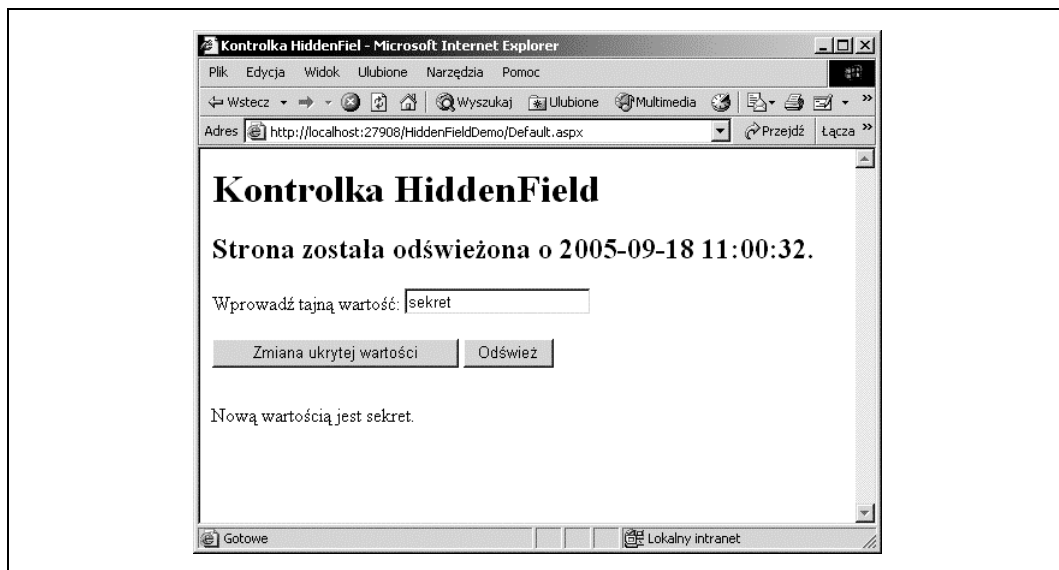 Kontrolka HiddenFiel - Microsoft Internet Explorer
Plik Edycja Widok Ulubione Narzędzia Pomoc
Wstecz Wyszukaj Ulubione Multimedia »
Adres http://localhost:27908/HiddenFieldDemo/Default.aspx Przejdź Łącza »
Kontrolka HiddenField
Strona została odświeżona o 2005-09-18 11:00:32.
Wprowadź tajną wartość: sekret
Zmiana ukrytej wartości Odśwież
Nową wartością jest sekret.
Gotowe Lokalny intranet